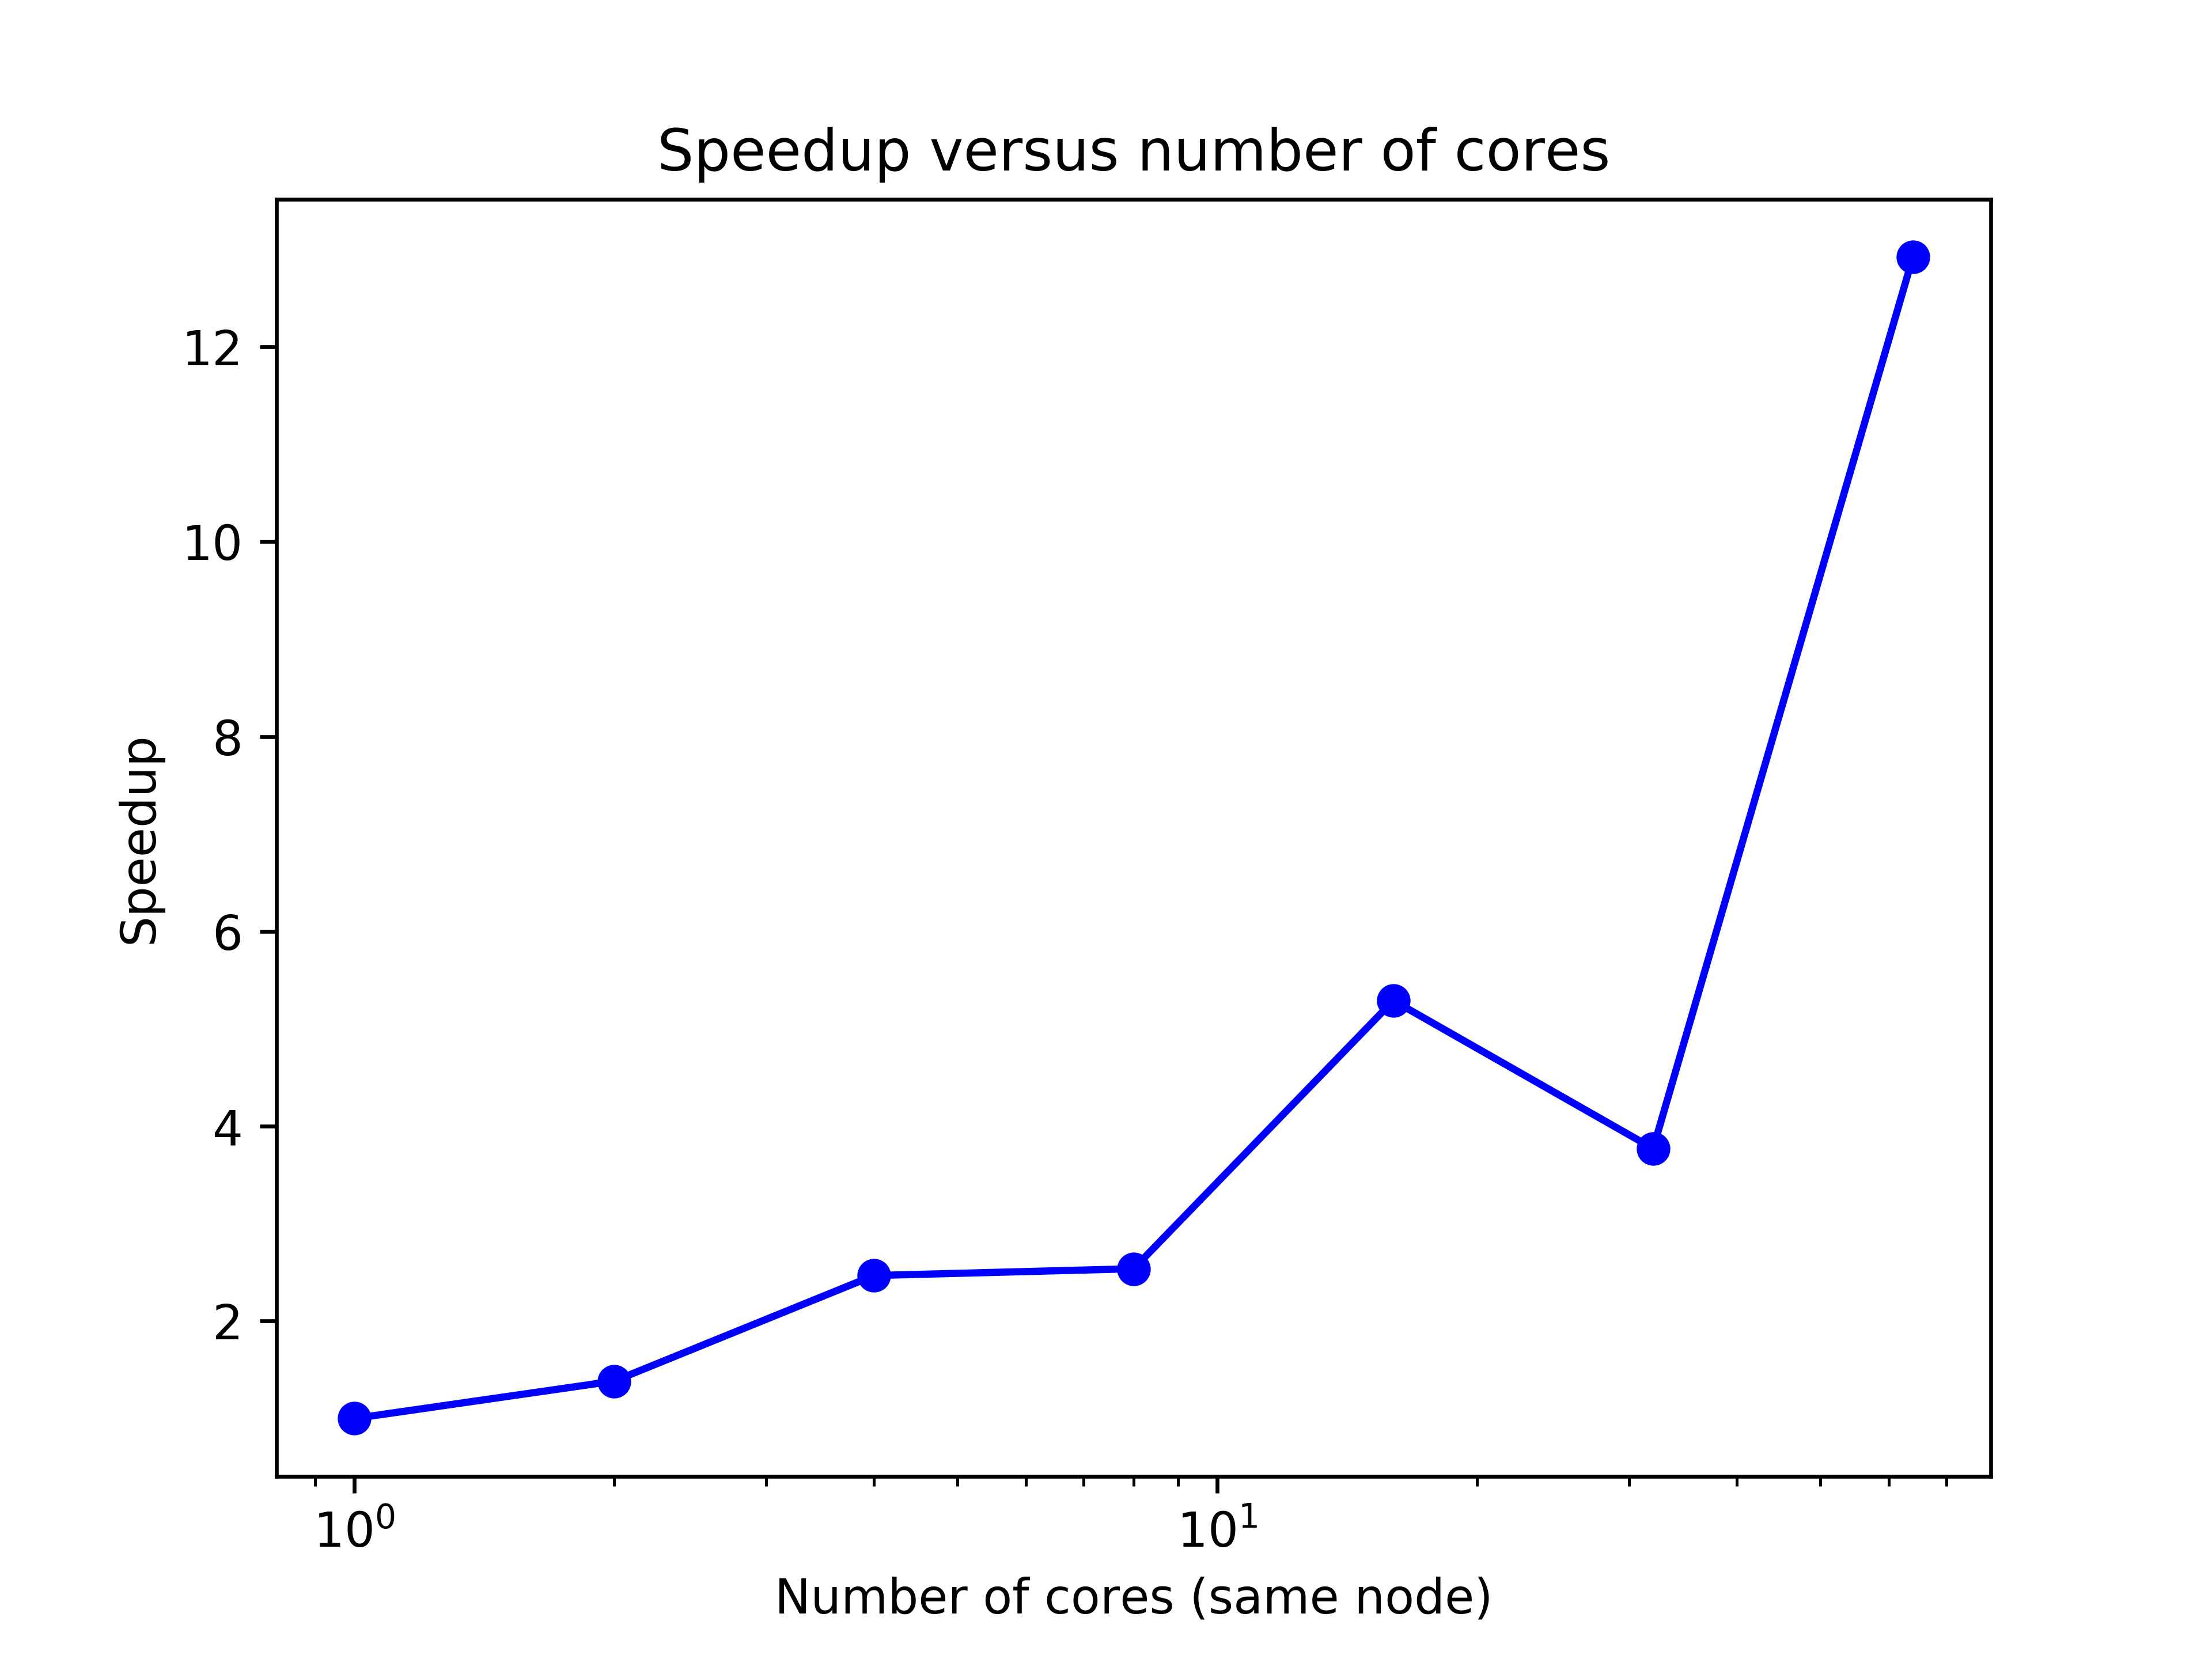 Speedup versus number of cores
12
10
8
6
4
2
Speedup
10⁰ 10¹
Number of cores (same node)